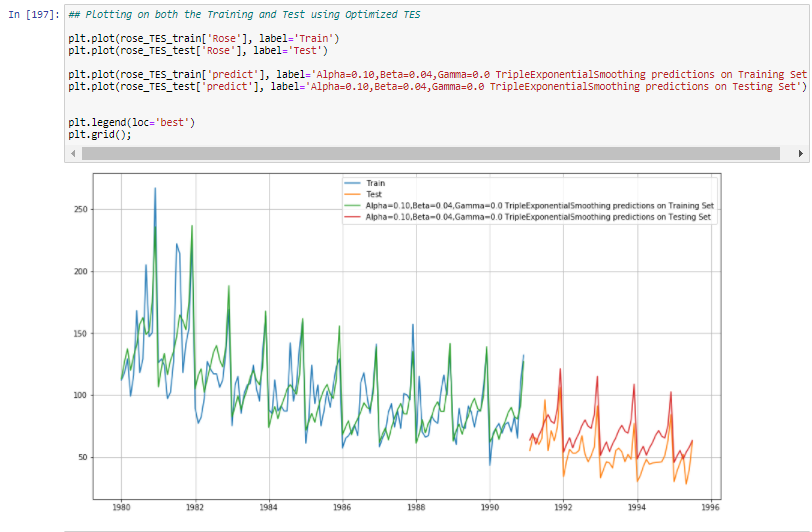 In [197]: ## Plotting on both the Training and Test using Optimized TES
plt.plot(rose_TES_train['Rose'], label='Train')
plt.plot(rose_TES_test['Rose'], label='Test')
plt.plot(rose_TES_train['predict'], label='Alpha=0.10,Beta=0.04,Gamma=0.0 TripleExponentialSmoothing predictions on Training Set
plt.plot(rose_TES_test['predict'], label='Alpha=0.10,Beta=0.04,Gamma=0.0 TripleExponentialSmoothing predictions on Testing Set')
plt.legend(loc='best')
plt.grid();
Train
Test
Alpha=0.10,Beta=0.04,Gamma=0.0 TripleExponentialSmoothing predictions on Training Set
Alpha=0.10,Beta=0.04,Gamma=0.0 TripleExponentialSmoothing predictions on Testing Set
250
200
150
100
50
1980 1982 1984 1986 1988 1990 1992 1994 1996